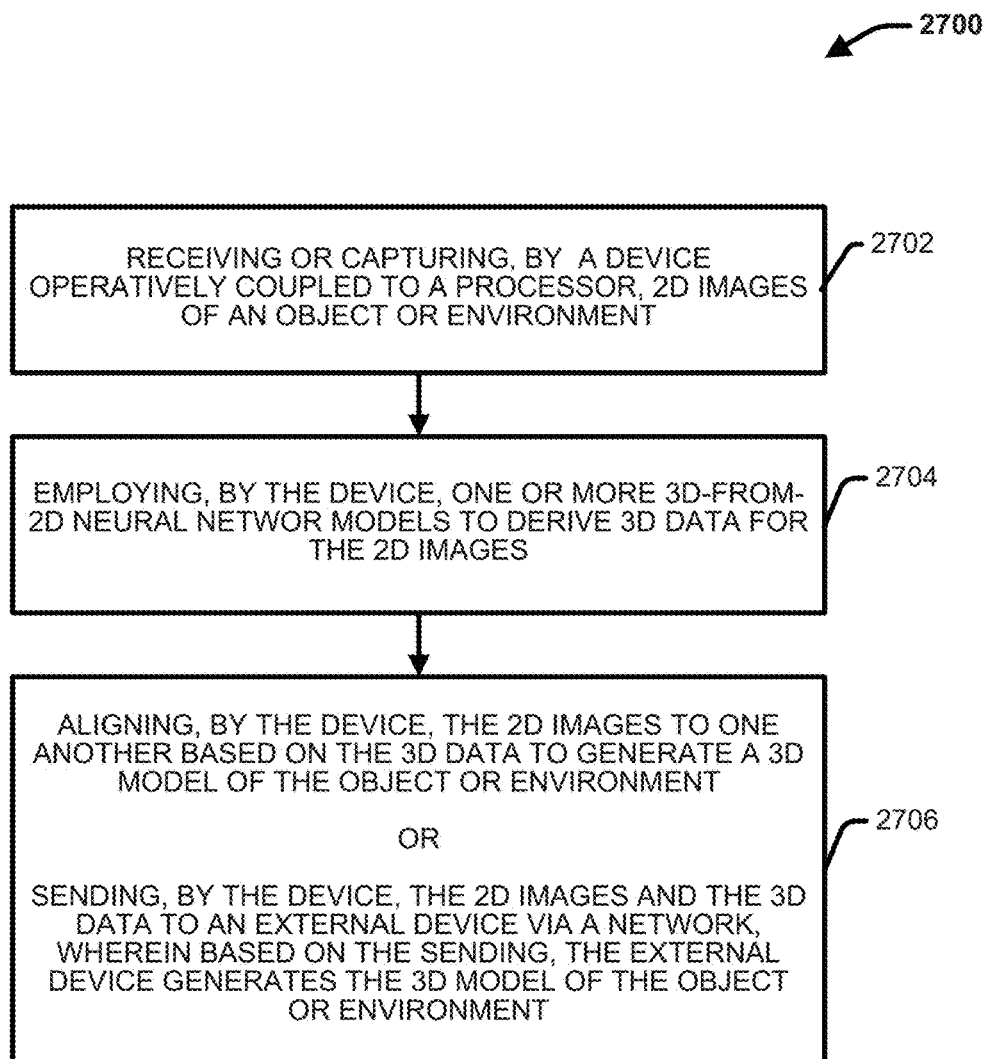 2700
RECEIVING OR CAPTURING, BY A DEVICE
OPERATIVELY COUPLED TO A PROCESSOR, 2D IMAGES
OF AN OBJECT OR ENVIRONMENT
2702
EMPLOYING, BY THE DEVICE, ONE OR MORE 3D-FROM-
2D NEURAL NETWOR MODELS TO DERIVE 3D DATA FOR
THE 2D IMAGES
2704
ALIGNING, BY THE DEVICE, THE 2D IMAGES TO ONE
ANOTHER BASED ON THE 3D DATA TO GENERATE A 3D
MODEL OF THE OBJECT OR ENVIRONMENT
OR
SENDING, BY THE DEVICE, THE 2D IMAGES AND THE 3D
DATA TO AN EXTERNAL DEVICE VIA A NETWORK,
WHEREIN BASED ON THE SENDING, THE EXTERNAL
DEVICE GENERATES THE 3D MODEL OF THE OBJECT
OR ENVIRONMENT
2706